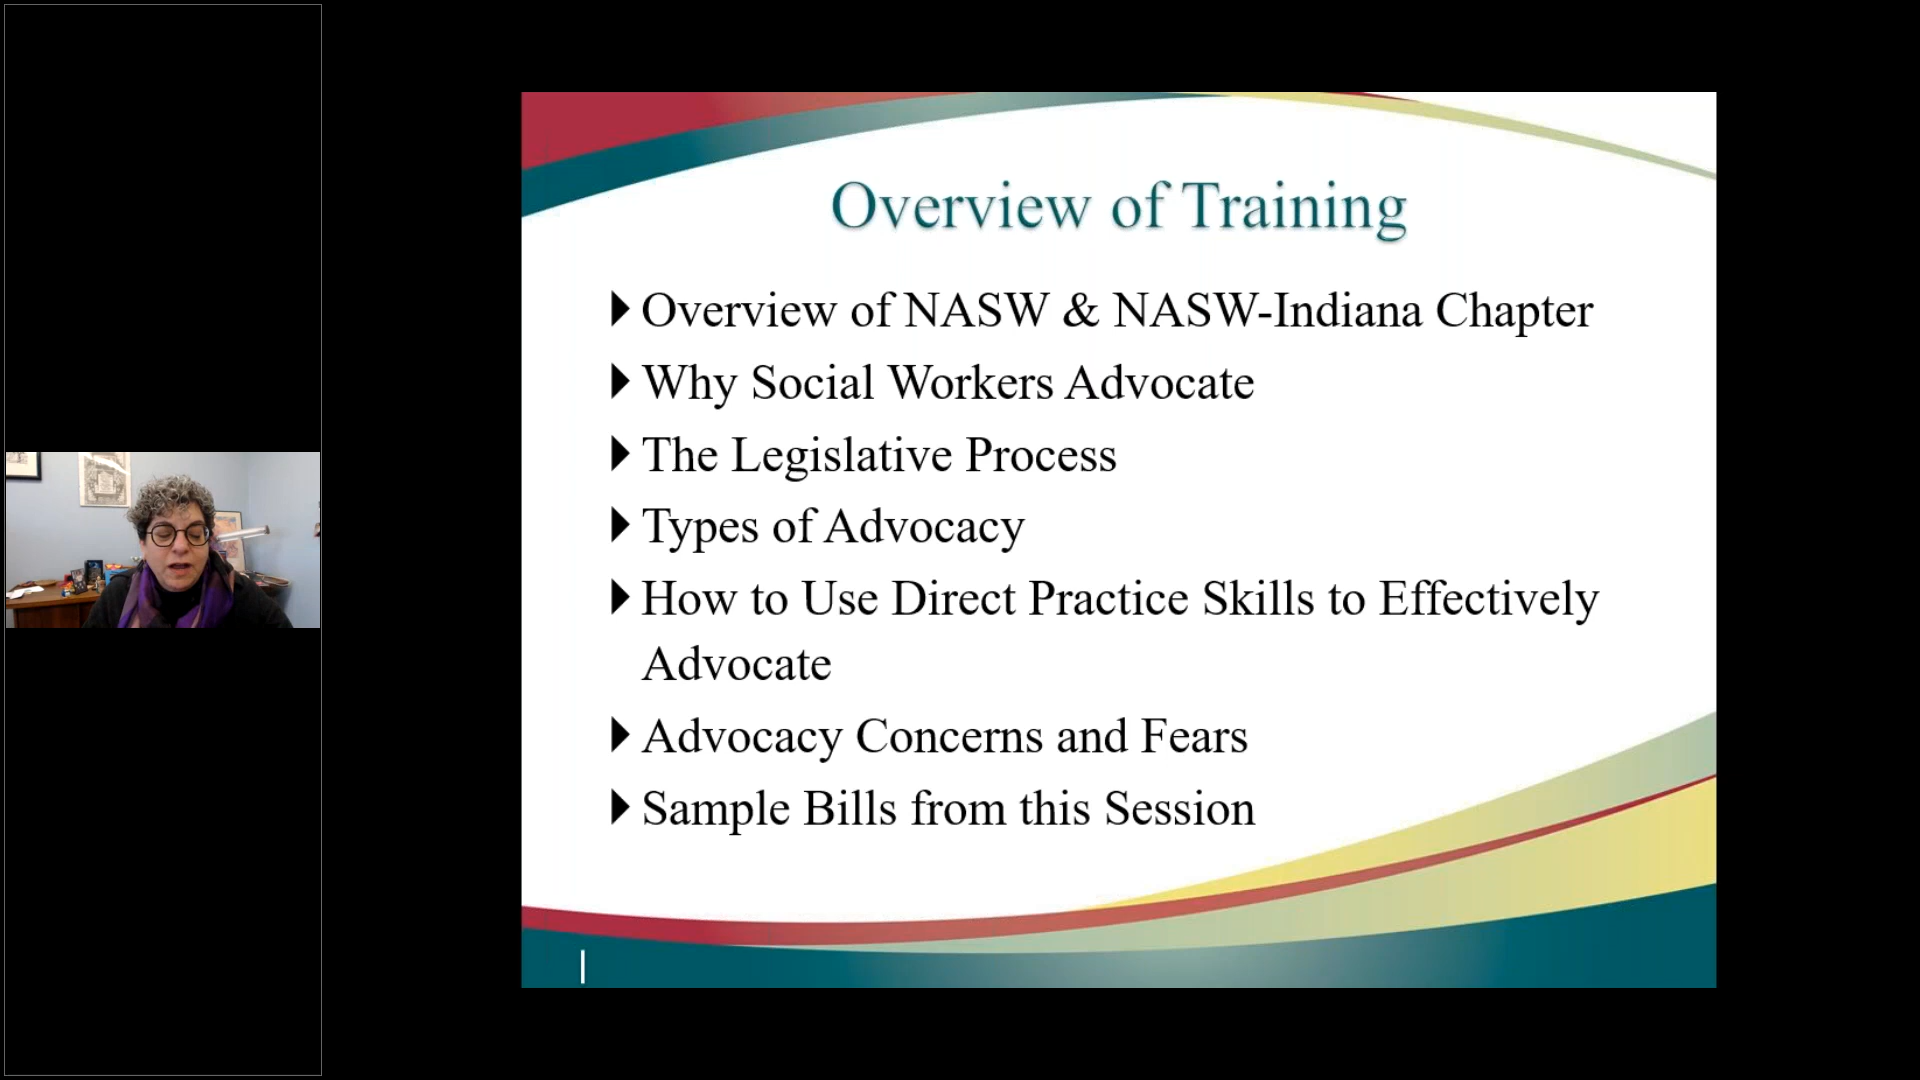 Overview of Training
Overview of NASW & NASW-Indiana Chapter
Why Social Workers Advocate
The Legislative Process
Types of Advocacy
How to Use Direct Practice Skills to Effectively
Advocate
Advocacy Concerns and Fears
Sample Bills from this Session